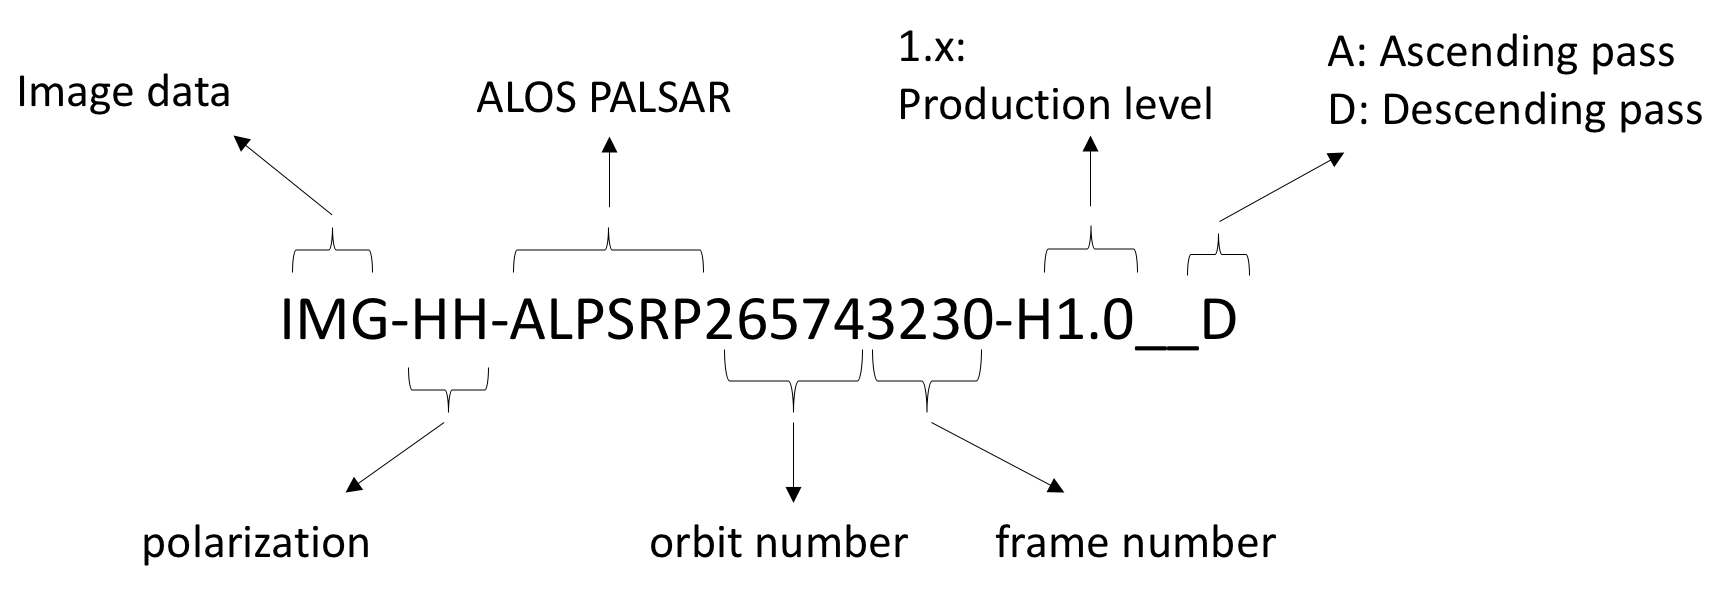 1.x:
A: Ascending pass
Image data
ALOS PALSAR
Production level
D: Descending pass
IMG-HH-ALPSRP265743230-H1.0__D
polarization
orbit number
frame number